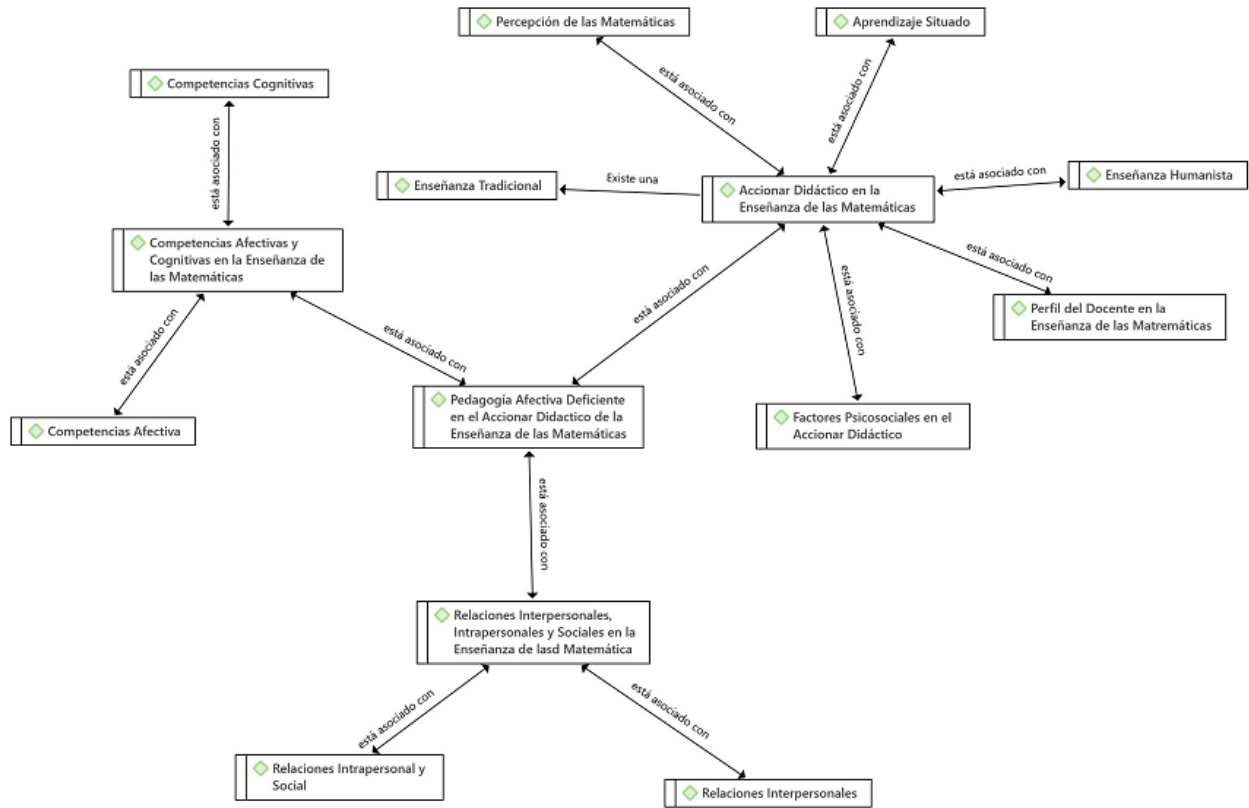 Percepción de las Matemáticas
Aprendizaje Situado
Competencias Cognitivas
está asociado con
está asociado con
está asociado con
Existe una
está asociado con
Enseñanza Tradicional
Accionar Didáctico en la
Enseñanza de las Matemáticas
Enseñanza Humanista
Competencias Afectivas y
Cognitivas en la Enseñanza de
las Matemáticas
está asociado con
está asociado con
está asociado con
Perfil del Docente en la
Enseñanza de las Matremáticas
está asociado con
está asociado con
Competencias Afectiva
Pedagogía Afectiva Deficiente
en el Accionar Didactico de la
Enseñanza de las Matemáticas
Factores Psicosociales en el
Accionar Didáctico
está asociado con
Relaciones Interpersonales,
Intrapersonales y Sociales en la
Enseñanza de lasd Matemática
está asociado con
está asociado con
Relaciones Intrapersonal y
Social
Relaciones Interpersonales